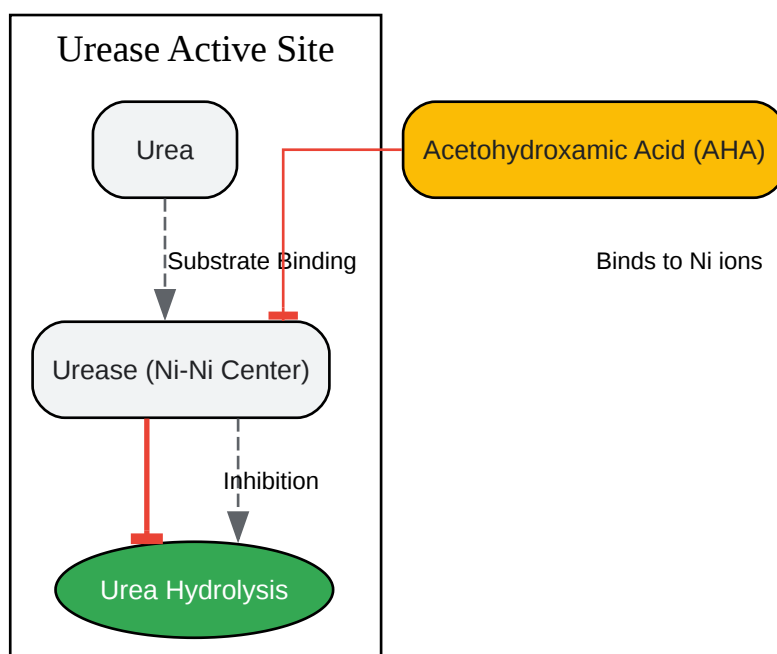 Urease Active Site
Urea
Acetohydroxamic Acid (AHA)
Substrate Binding
Binds to Ni ions
Urease (Ni-Ni Center)
Inhibition
Urea Hydrolysis